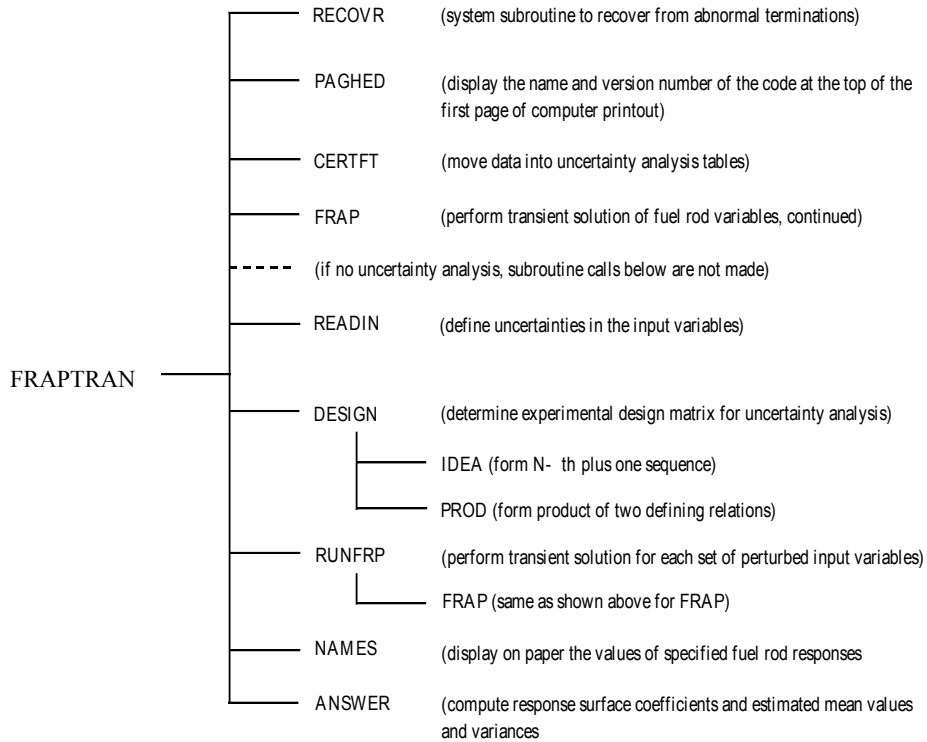 RECOVR (system subroutine to recover from abnormal terminations)
PAGHED (display the name and version number of the code at the top of the
first page of computer printout)
CERTFT (move data into uncertainty analysis tables)
FRAP (perform transient solution of fuel rod variables, continued)
(if no uncertainty analysis, subroutine calls below are not made)
READIN (define uncertainties in the input variables)
FRAPTRAN
DESIGN (determine experimental design matrix for uncertainty analysis)
IDEA (form N- th plus one sequence)
PROD (form product of two defining relations)
RUNFRP (perform transient solution for each set of perturbed input variables)
FRAP (same as shown above for FRAP)
NAMES (display on paper the values of specified fuel rod responses
ANSWER (compute response surface coefficients and estimated mean values
and variances